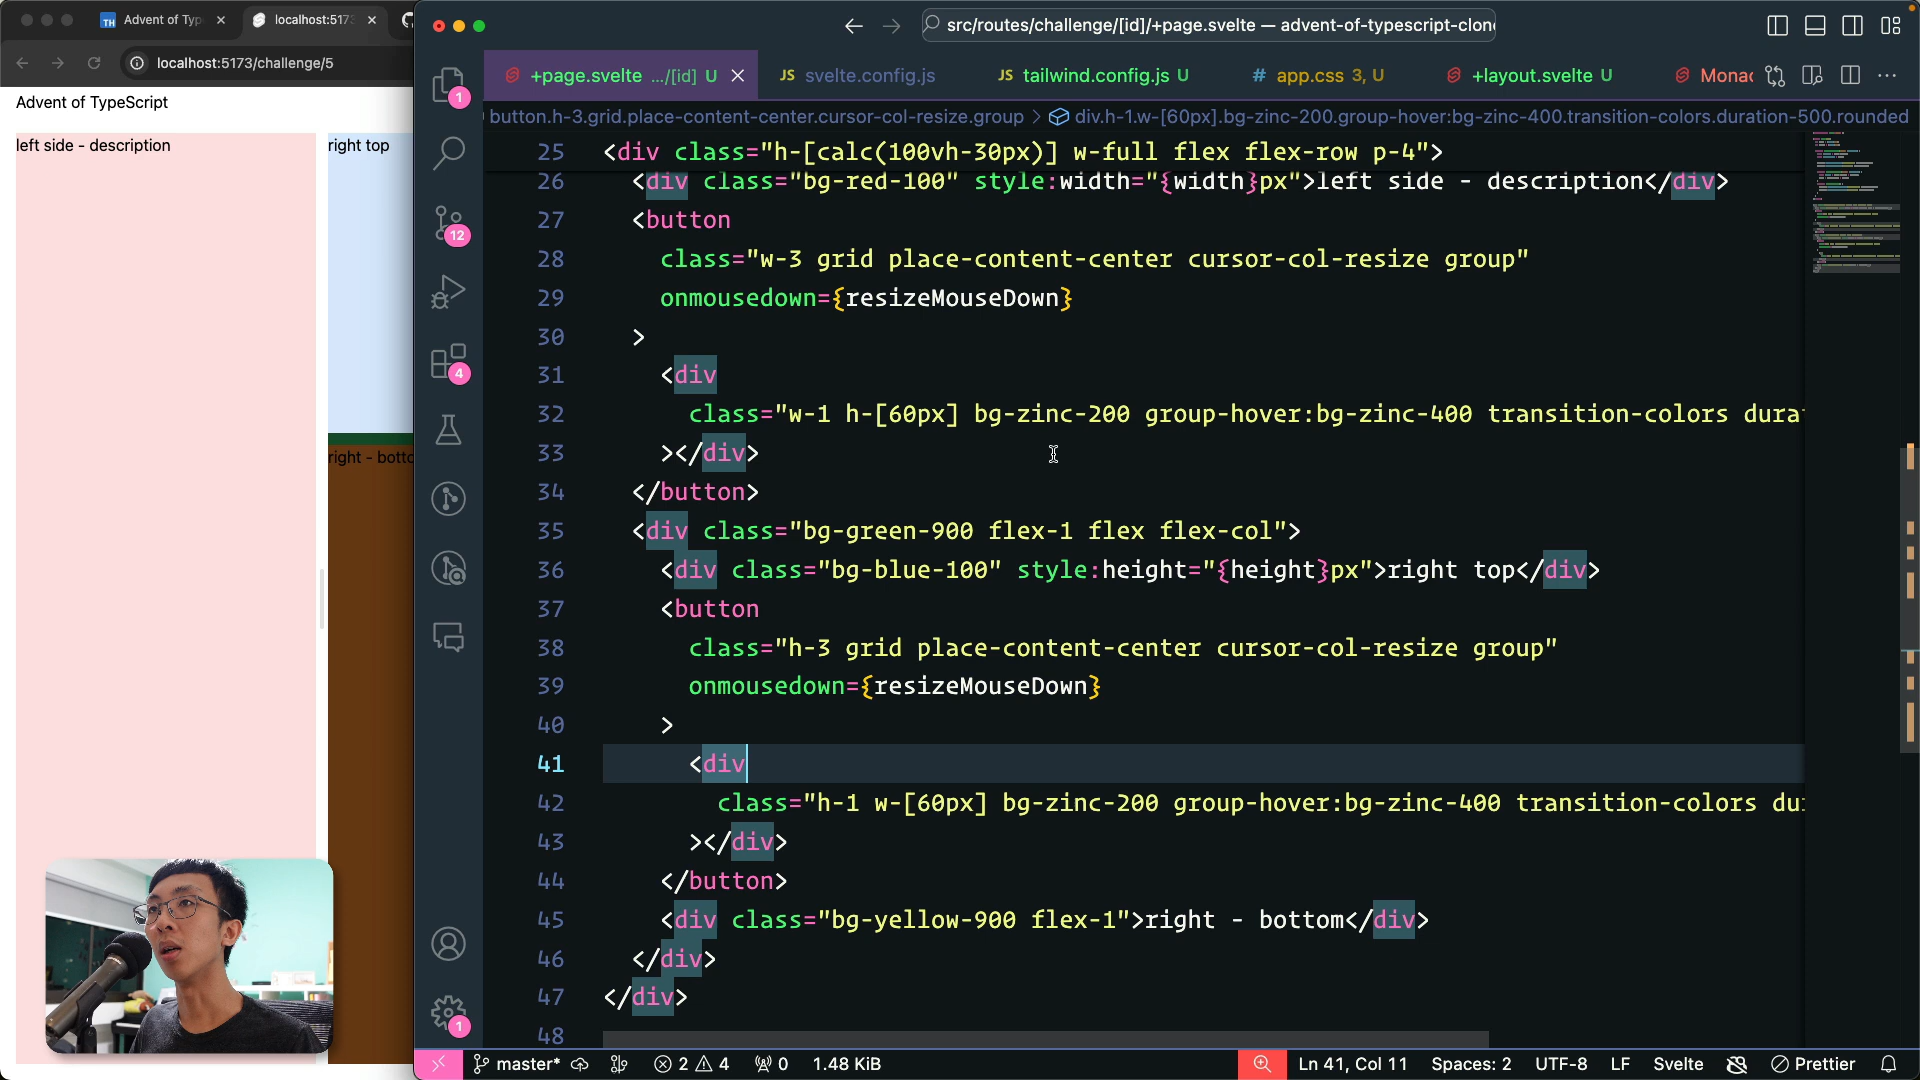 Advent of Typ
localhost:5173
localhost:5173/challenge/5
Advent of TypeScript
left side - description
right top
right - botto
src/routes/challenge/[id]/+page.svelte — advent-of-typescript-clone
+page.svelte .../[id] U
JS svelte.config.js
JS tailwind.config.js U
# app.css 3, U
+layout.svelte U
Monac
button.h-3.grid.place-content-center.cursor-col-resize.group > div.h-1.w-[60px].bg-zinc-200.group-hover:bg-zinc-400.transition-colors.duration-500.rounded
1
12
4
1
25 <div class="h-[calc(100vh-30px)] w-full flex flex-row p-4">
26 <div class="bg-red-100" style:width="{width}px">left side - description</div>
27 <button
28 class="w-3 grid place-content-center cursor-col-resize group"
29 onmousedown={resizeMouseDown}
30 >
31 <div
32 class="w-1 h-[60px] bg-zinc-200 group-hover:bg-zinc-400 transition-colors durat
33 ></div>
34 </button>
35 <div class="bg-green-900 flex-1 flex flex-col">
36 <div class="bg-blue-100" style:height="{height}px">right top</div>
37 <button
38 class="h-3 grid place-content-center cursor-col-resize group"
39 onmousedown={resizeMouseDown}
40 >
41 <div
42 class="h-1 w-[60px] bg-zinc-200 group-hover:bg-zinc-400 transition-colors du
43 ></div>
44 </button>
45 <div class="bg-yellow-900 flex-1">right - bottom</div>
46 </div>
47 </div>
48
master* 2 4 0 1.48 KiB Ln 41, Col 11 Spaces: 2 UTF-8 LF Svelte Prettier